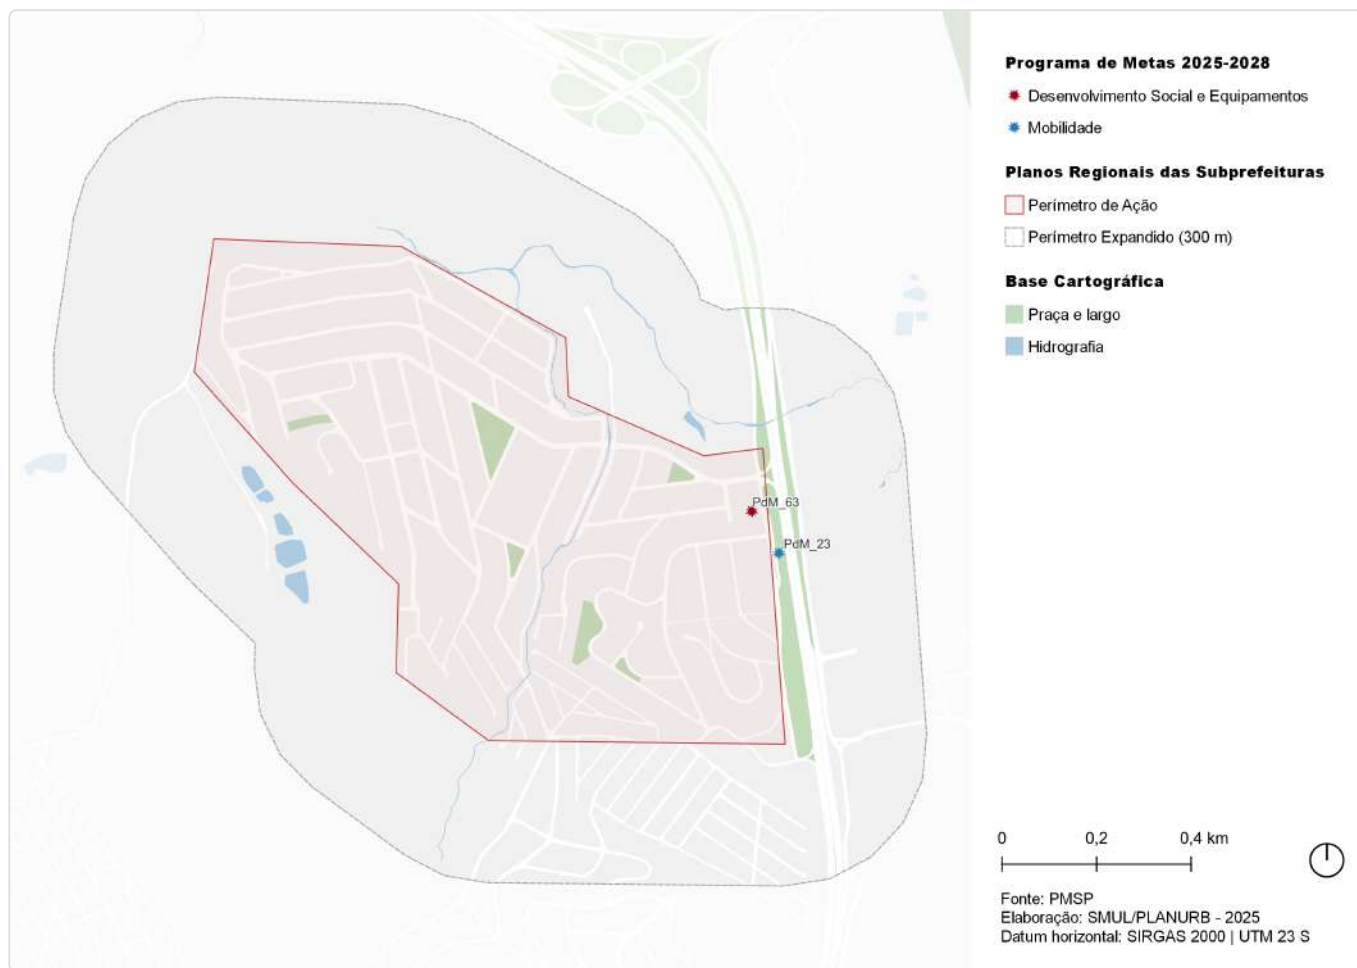 Programa de Metas 2025-2028
Desenvolvimento Social e Equipamentos
Mobilidade
Planos Regionais das Subprefeituras
Perímetro de Ação
Perímetro Expandido (300 m)
Base Cartográfica
Praça e largo
Hidrografia
PdM_63
PdM_23
0 0,2 0,4 km
Fonte: PMSP
Elaboração: SMUL/PLANURB - 2025
Datum horizontal: SIRGAS 2000 | UTM 23 S